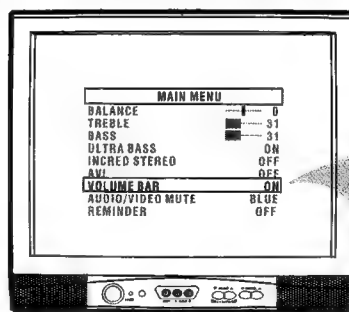 MAIN MENU
BALANCE 0
TREBLE 31
BASS 31
ULTRA BASS ON
INCRED STEREO OFF
AVL OFF
VOLUME BAR ON
AUDIO/VIDEO MUTE BLUE
REMINDER OFF